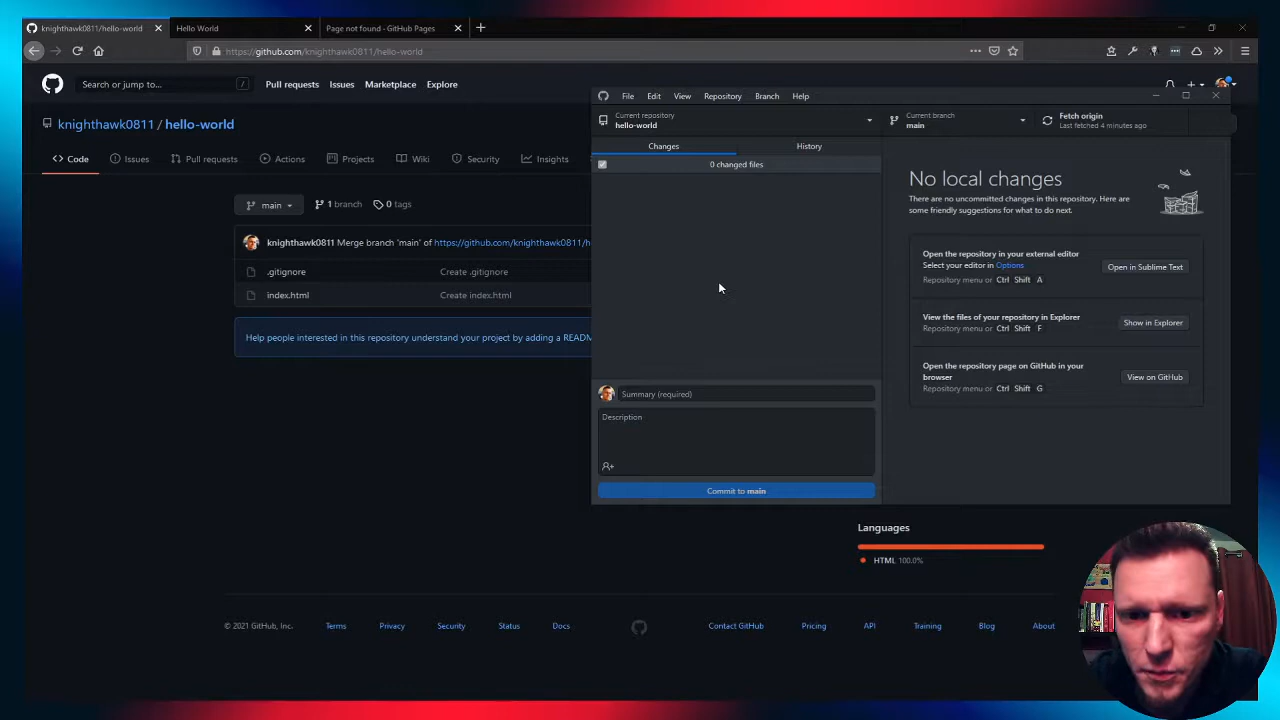 knighthawk0811/hello-world
Hello World
Page not found · GitHub Pages
https://github.com/knighthawk0811/hello-world
Search or jump to...
/
Pull requests
Issues
Marketplace
Explore
knighthawk0811 / hello-world
Code
Issues
Pull requests
Actions
Projects
Wiki
Security
Insights
main
1 branch
0 tags
knighthawk0811 Merge branch 'main' of https://github.com/knighthawk0811/h
.gitignore
Create .gitignore
index.html
Create index.html
Help people interested in this repository understand your project by adding a READM
File
Edit
View
Repository
Branch
Help
Current repository
hello-world
Current branch
main
Fetch origin
Last fetched 4 minutes ago
Changes
History
0 changed files
Summary (required)
Description
Commit to main
No local changes
There are no uncommitted changes in this repository. Here are
some friendly suggestions for what to do next.
Open the repository in your external editor
Select your editor in Options
Repository menu or Ctrl Shift A
Open in Sublime Text
View the files of your repository in Explorer
Repository menu or Ctrl Shift F
Show in Explorer
Open the repository page on GitHub in your
browser
Repository menu or Ctrl Shift G
View on GitHub
Languages
HTML 100.0%
© 2021 GitHub, Inc.
Terms
Privacy
Security
Status
Docs
Contact GitHub
Pricing
API
Training
Blog
About